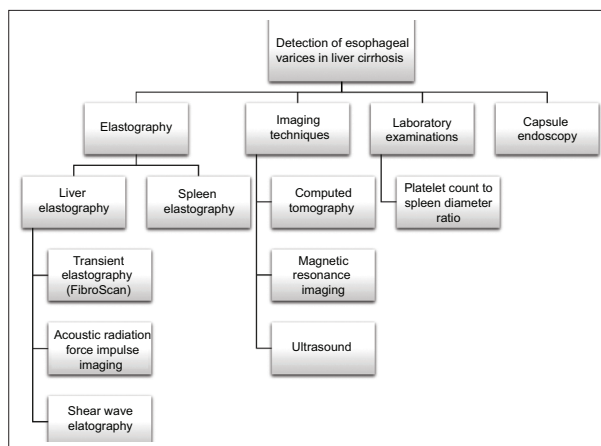 Detection of esophageal
varices in liver cirrhosis
Elastography
Imaging
techniques
Laboratory
examinations
Capsule
endoscopy
Liver
elastography
Spleen
elastography
Computed
tomography
Platelet count to
spleen diameter
ratio
Transient
elastography
(FibroScan)
Magnetic
resonance
imaging
Acoustic radiation
force impulse
imaging
Ultrasound
Shear wave
elatography